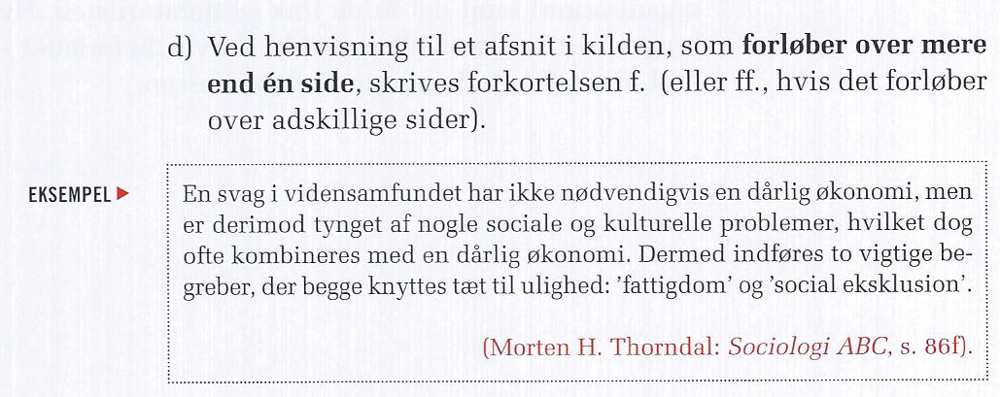 d) Ved henvisning til et afsnit i kilden, som forløber over mere
end én side, skrives forkortelsen f. (eller ff., hvis det forløber
over adskillige sider).
EKSEMPEL
En svag i vidensamfundet har ikke nødvendigvis en dårlig økonomi, men
er derimod tynget af nogle sociale og kulturelle problemer, hvilket dog
ofte kombineres med en dårlig økonomi. Dermed indføres to vigtige be-
greber, der begge knyttes tæt til ulighed: ’fattigdom’ og ’social eksklusion’.
(Morten H. Thorndal: Sociologi ABC, s. 86f).